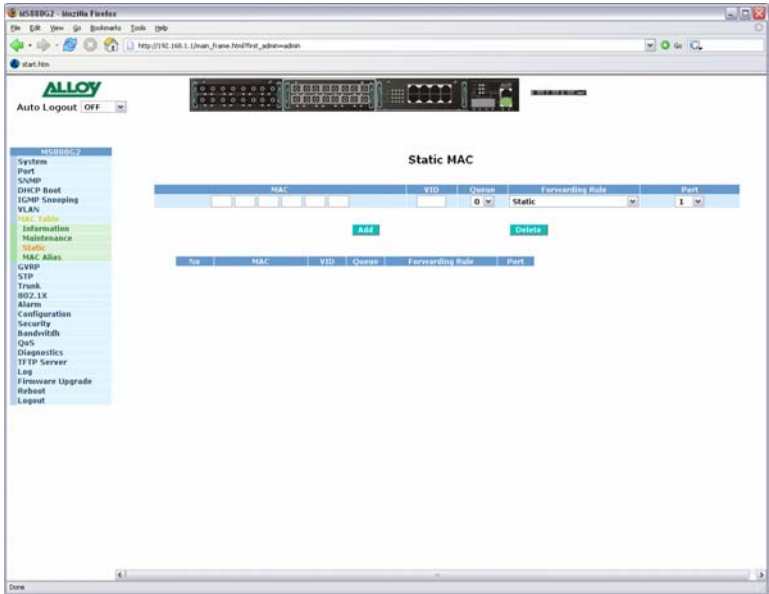 MS888G2 - Mozilla Firefox
File Edit View Go Bookmarks Tools Help
http://192.168.1.1/main_frame.html?first_admin=admin
Go
start.htm
ALLOY
Auto Logout OFF
MS888G2
System
Port
SNMP
DHCP Boot
IGMP Snooping
VLAN
MAC Table
Information
Maintenance
Static
MAC Alias
GVRP
STP
Trunk
802.1X
Alarm
Configuration
Security
Bandwitdh
QoS
Diagnostics
TFTP Server
Log
Firmware Upgrade
Reboot
Logout
Static MAC
MAC VID Queue Forwarding Rule Port
0 Static 1
Add Delete
No MAC VID Queue Forwarding Rule Port
Done